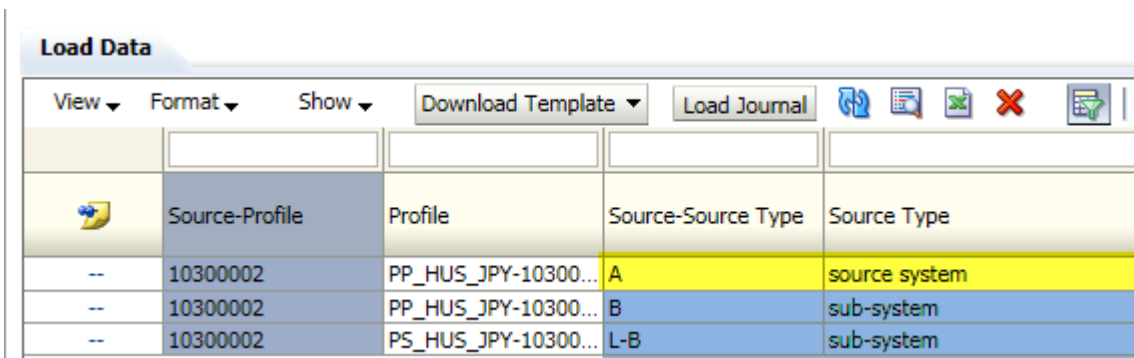 Load Data
View Format Show Download Template Load Journal
Source-Profile Profile Source-Source Type Source Type
-- 10300002 PP_HUS_JPY-10300... A source system
-- 10300002 PP_HUS_JPY-10300... B sub-system
-- 10300002 PS_HUS_JPY-10300... L-B sub-system